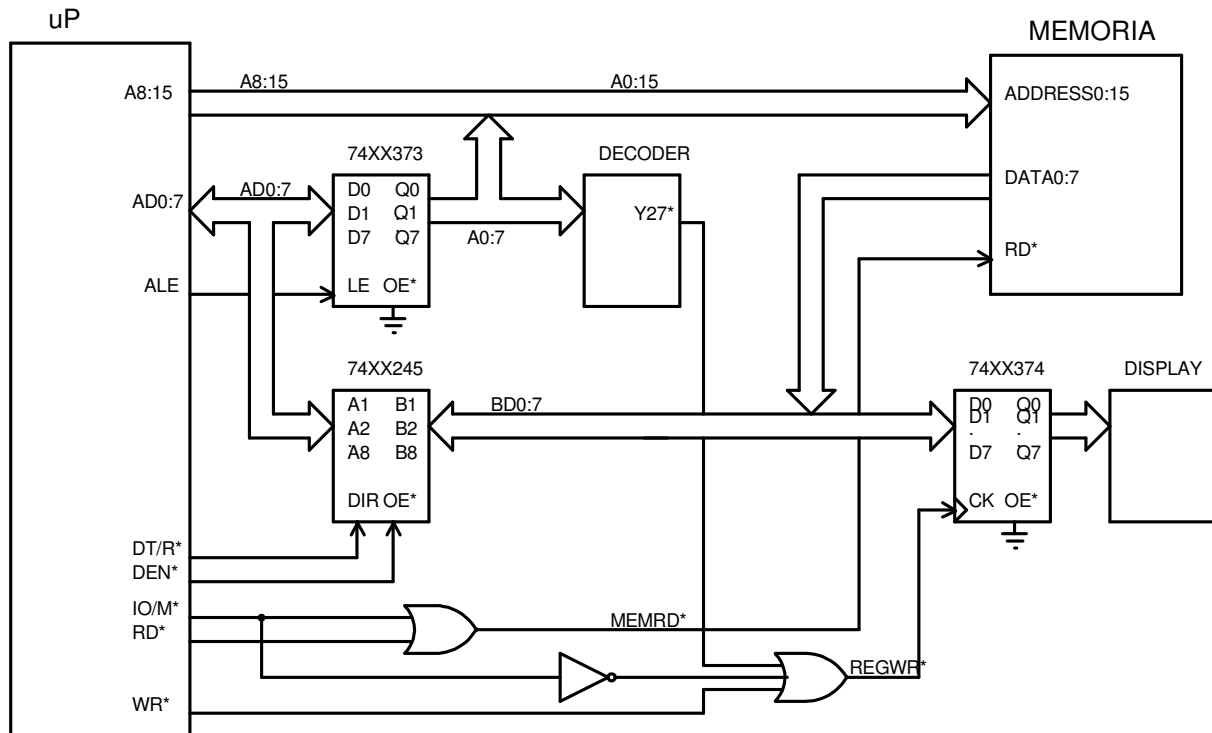 uP
MEMORIA
A8:15
A8:15
A0:15
ADDRESS0:15
74XX373
DECODER
AD0:7
AD0:7
D0 Q0
D1 Q1
D7 Q7
LE OE*
A0:7
Y27*
DATA0:7
RD*
ALE
74XX245
A1 B1
A2 B2
A8 B8
DIR OE*
BD0:7
74XX374
D0 Q0
D1 Q1
. .
D7 Q7
CK OE*
DISPLAY
DT/R*
DEN*
IO/M*
RD*
MEMRD*
REGWR*
WR*